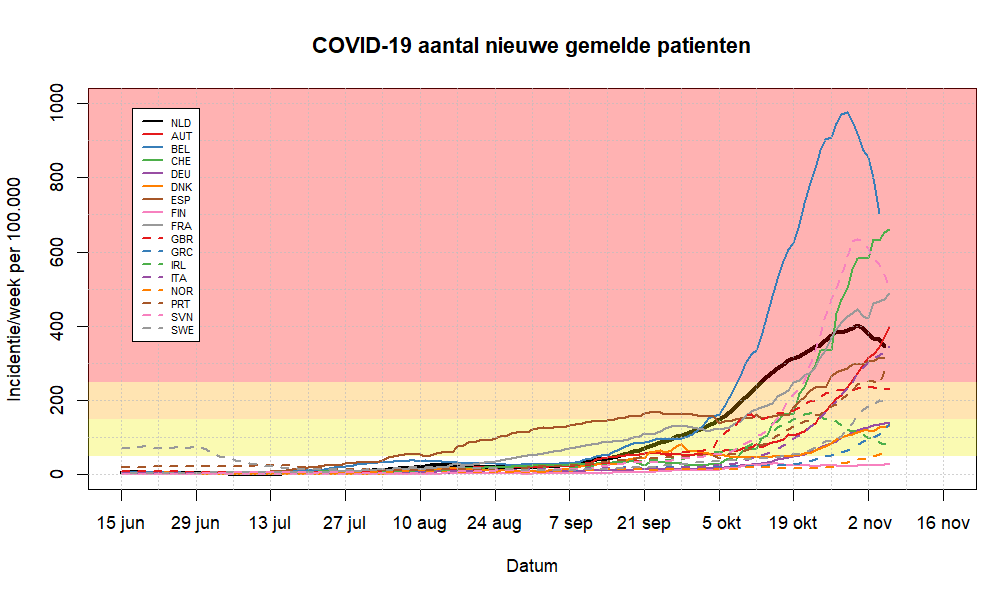 COVID-19 aantal nieuwe gemelde patienten
Incidentie/week per 100.000
1000
800
600
400
200
0
NLD
AUT
BEL
CHE
DEU
DNK
ESP
FIN
FRA
GBR
GRC
IRL
ITA
NOR
PRT
SVN
SWE
15 jun 29 jun 13 jul 27 jul 10 aug 24 aug 7 sep 21 sep 5 okt 19 okt 2 nov 16 nov
Datum